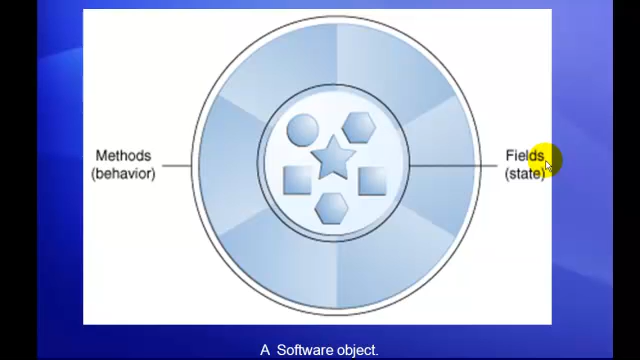 Methods
(behavior)
Fields
(state)
A Software object.